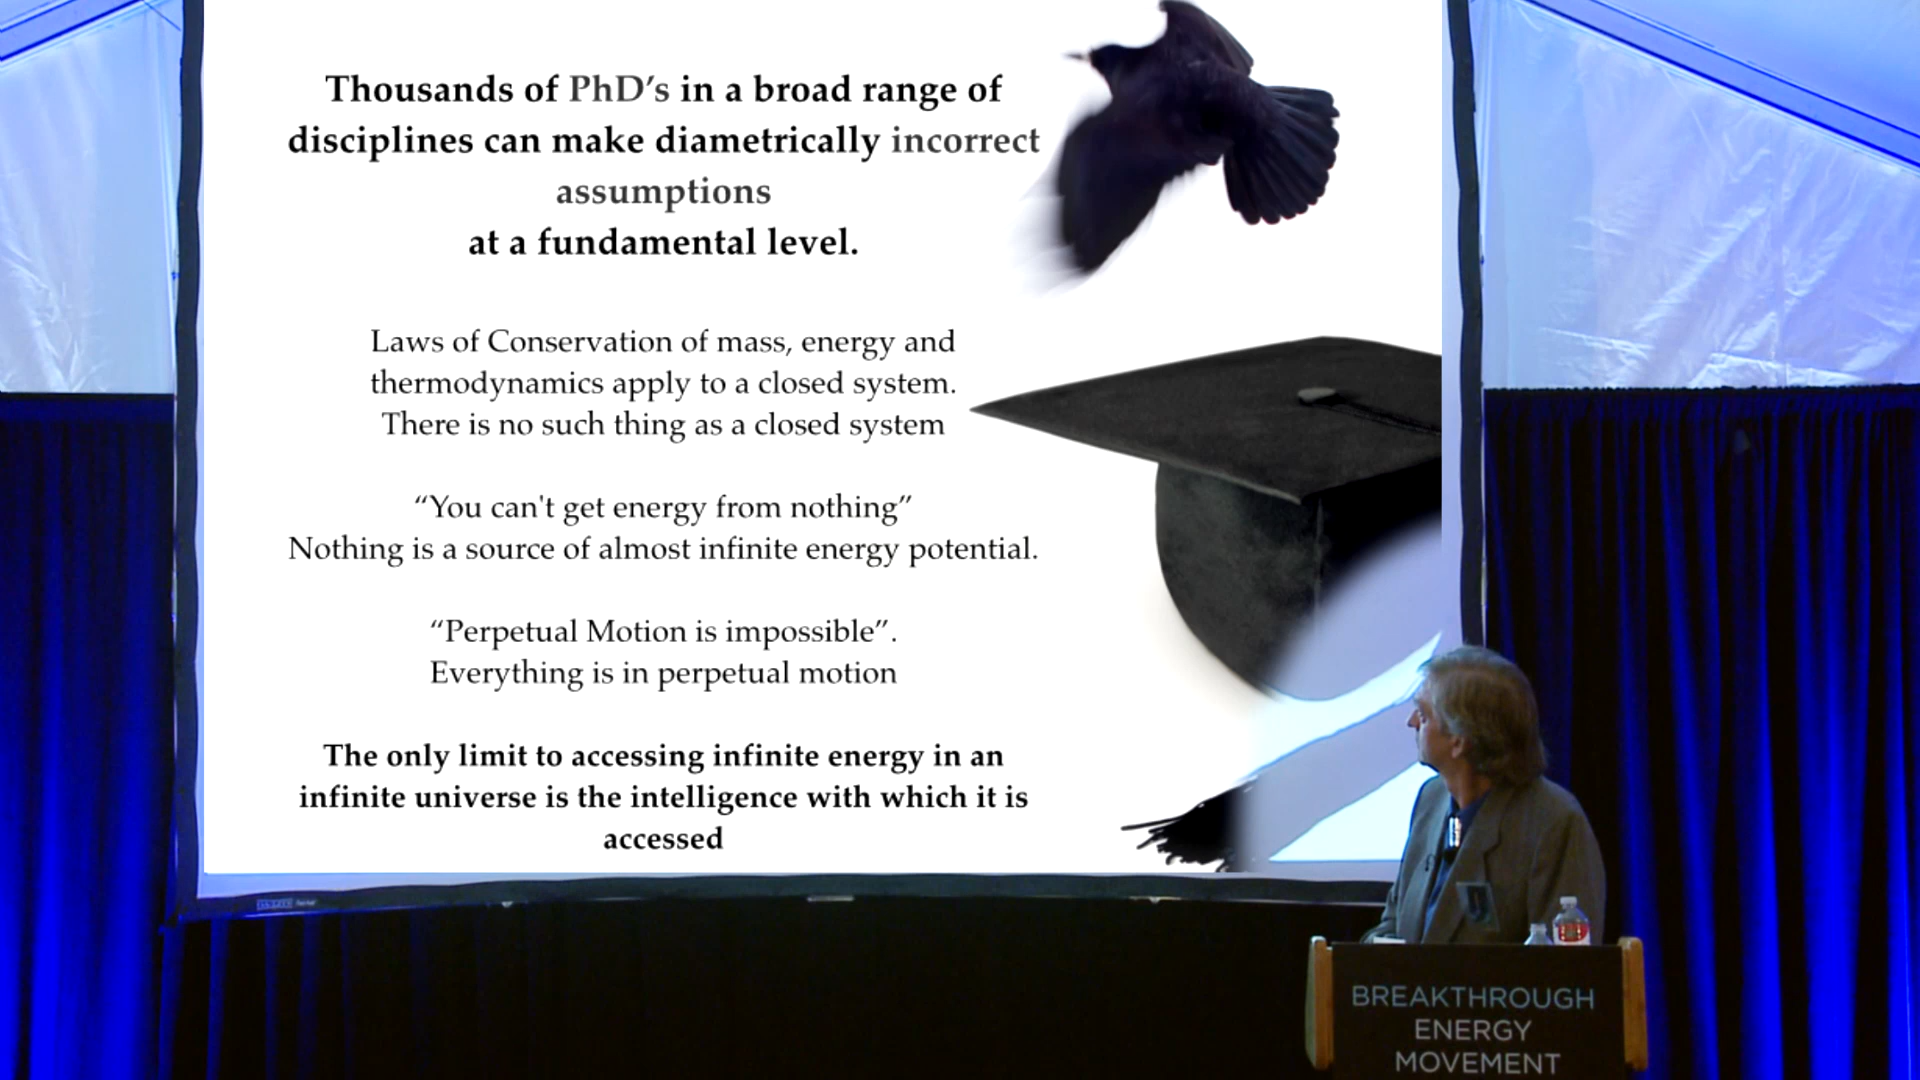 Thousands of PhD’s in a broad range of
disciplines can make diametrically incorrect
assumptions
at a fundamental level.
Laws of Conservation of mass, energy and
thermodynamics apply to a closed system.
There is no such thing as a closed system
“You can't get energy from nothing”
Nothing is a source of almost infinite energy potential.
“Perpetual Motion is impossible”.
Everything is in perpetual motion
The only limit to accessing infinite energy in an
infinite universe is the intelligence with which it is
accessed
BREAKTHROUGH
ENERGY
MOVEMENT